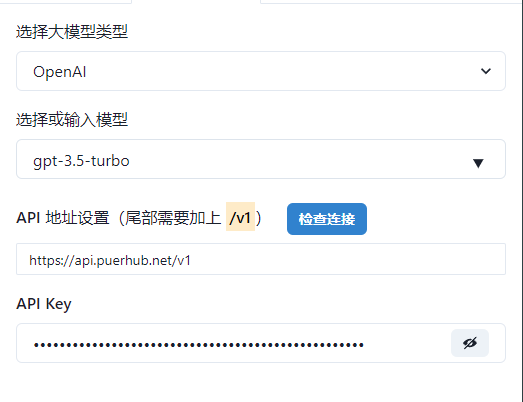 选择大模型类型
OpenAI
选择或输入模型
gpt-3.5-turbo
API 地址设置（尾部需要加上 /v1） 检查连接
https://api.puerhub.net/v1
API Key